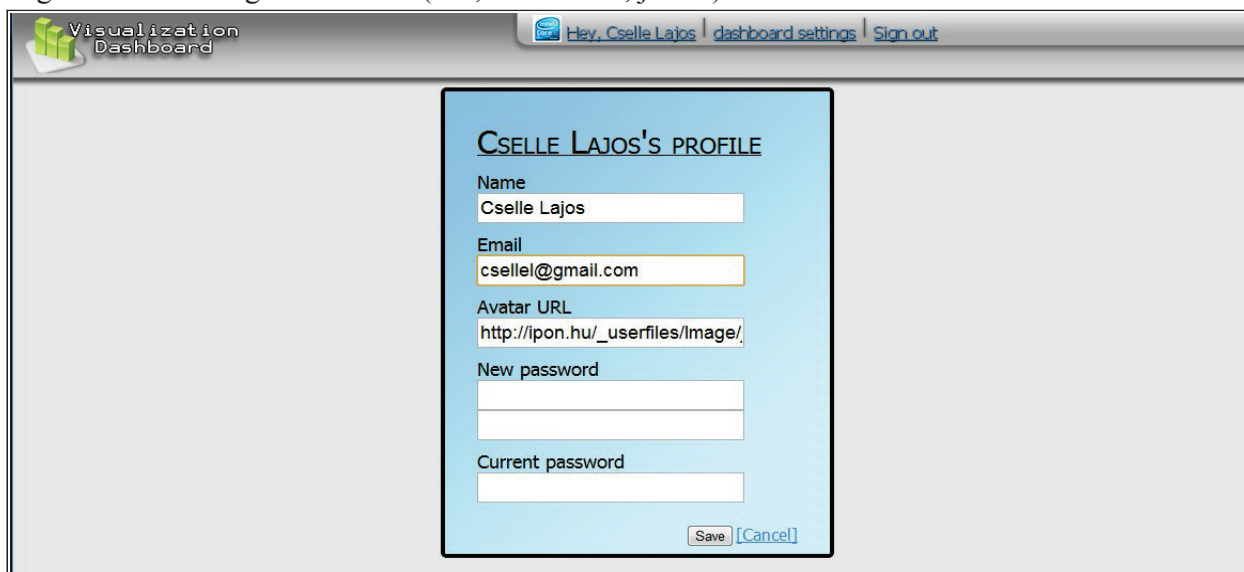 Visualization
Dashboard
Hey, Cselle Lajos | dashboard settings | Sign out
CSELLE LAJOS'S PROFILE
Name
Cselle Lajos
Email
csellel@gmail.com
Avatar URL
http://ipon.hu/_userfiles/Image/
New password
Current password
Save [Cancel]